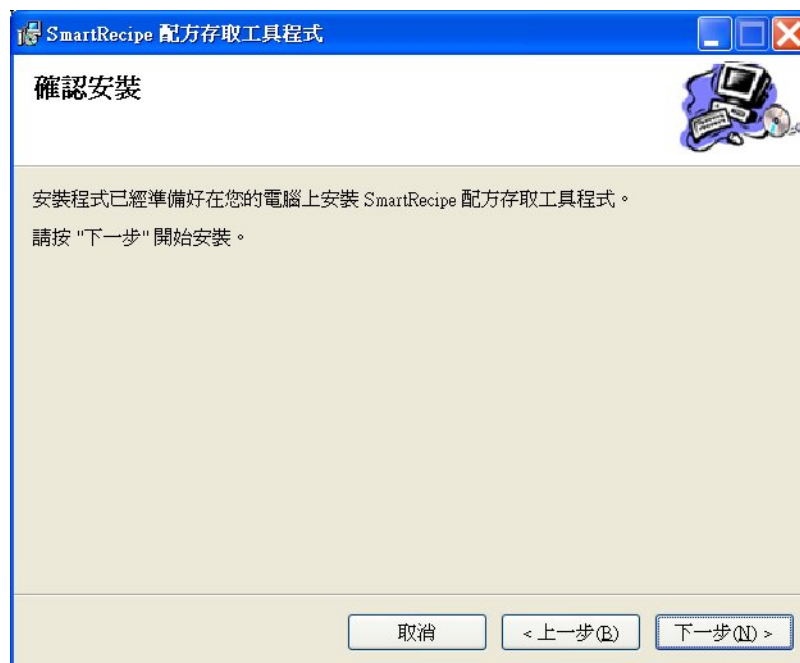 SmartRecipe 配方存取工具程式
確認安裝
安裝程式已經準備好在您的電腦上安裝 SmartRecipe 配方存取工具程式。
請按 "下一步" 開始安裝。
取消
< 上一步(B)
下一步(N) >